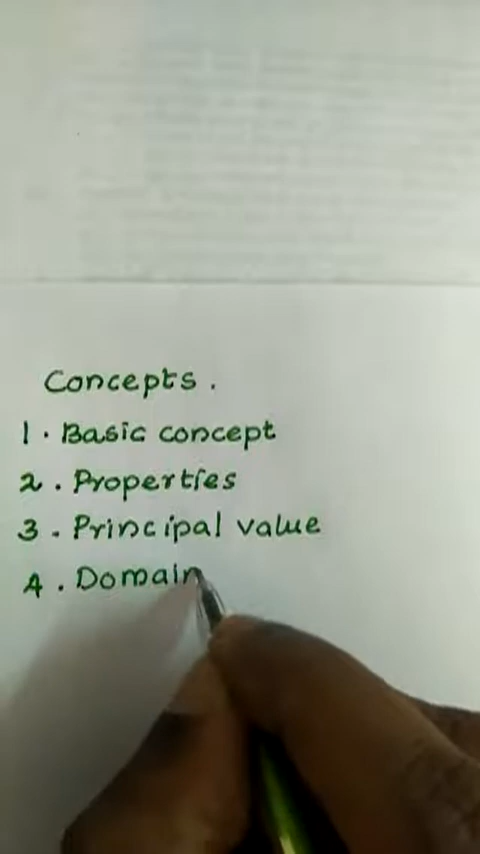 Concepts.
1. Basic concept
2. Properties
3. Principal value
4. Domain